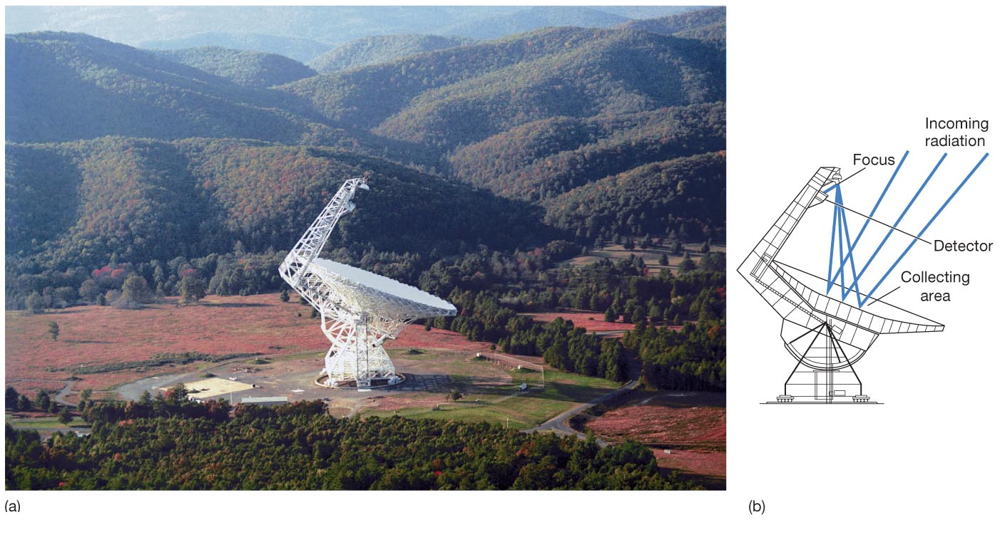 Incoming
radiation
Focus
Detector
Collecting
area
(a)
(b)